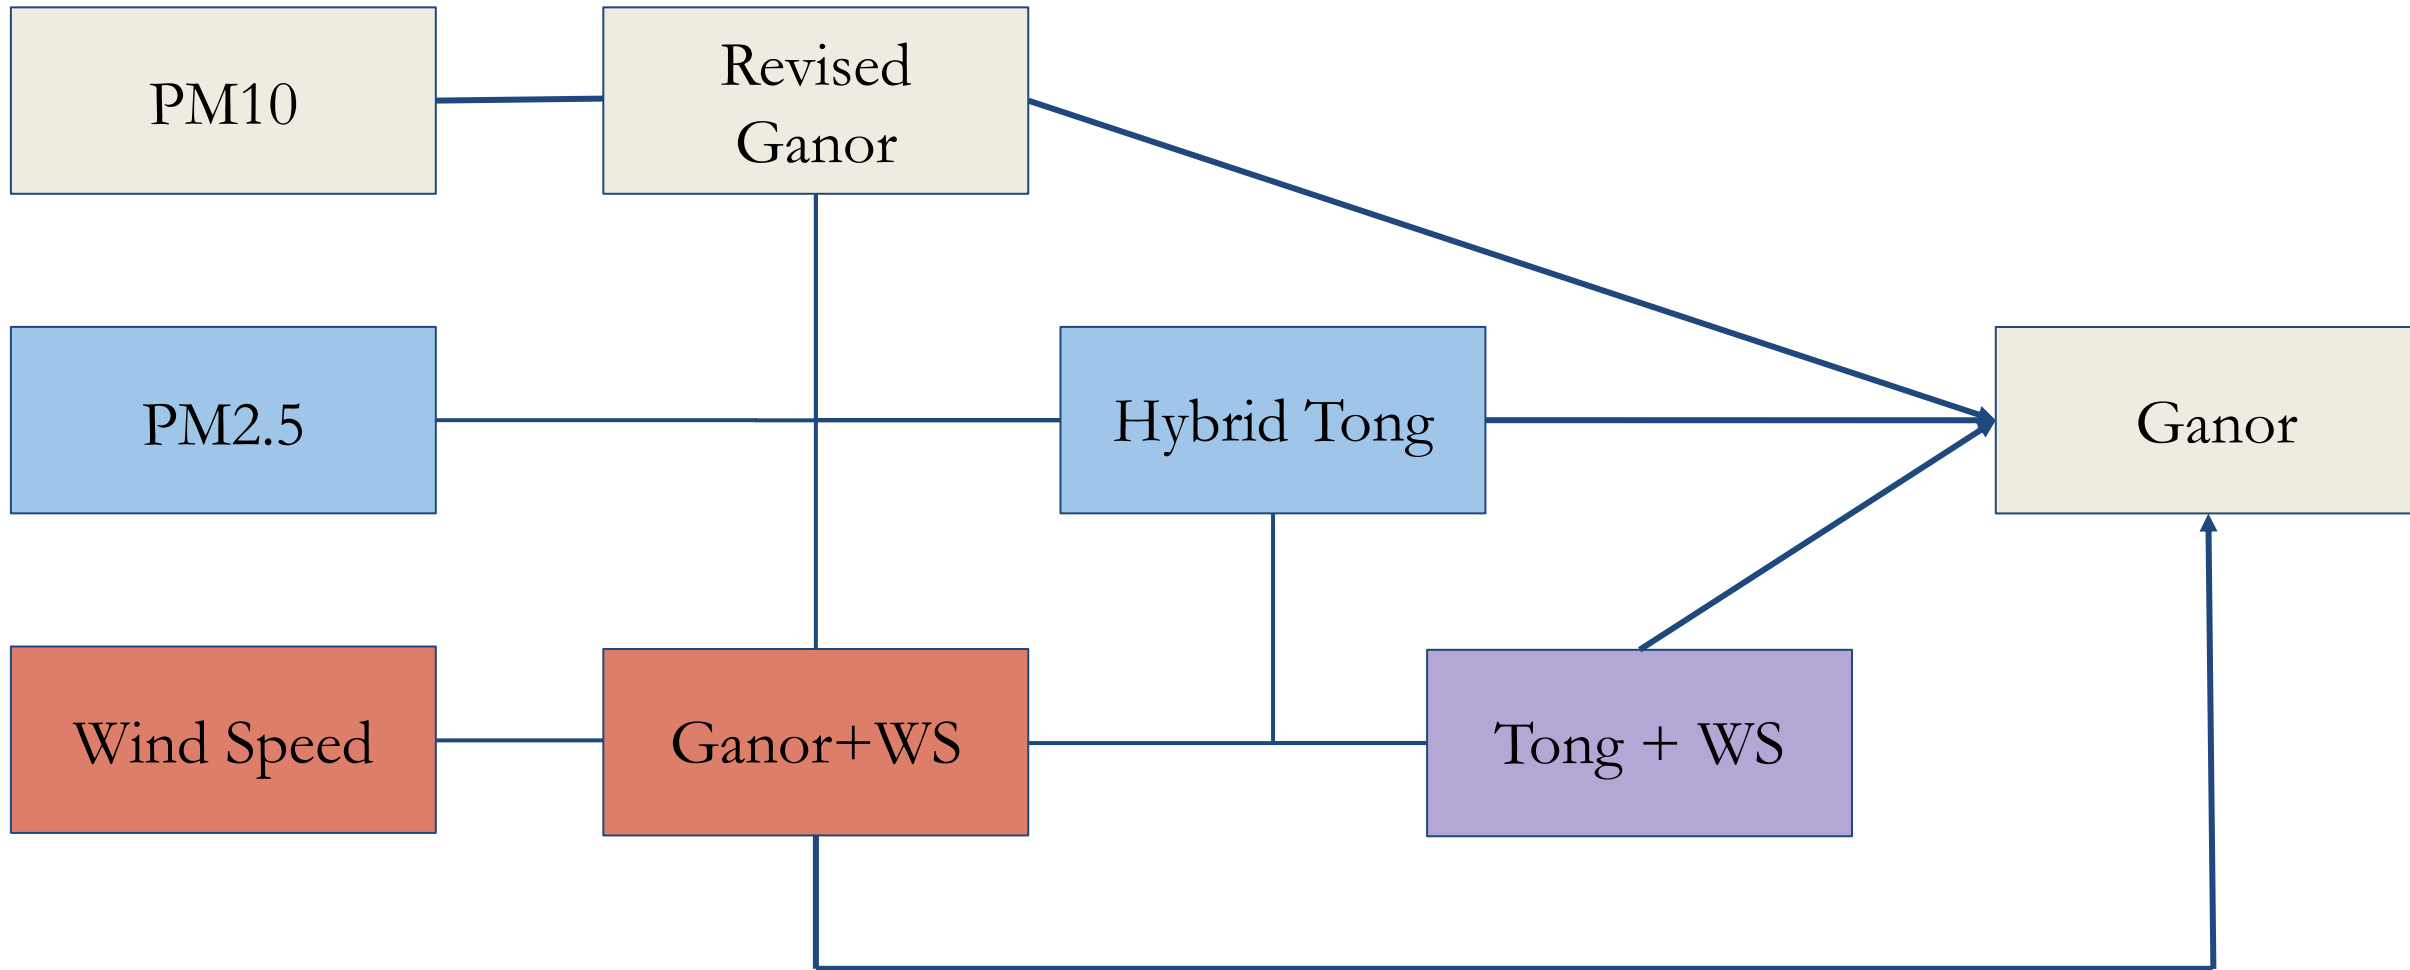 PM10
Revised
Ganor
PM2.5
Hybrid Tong
Ganor
Wind Speed
Ganor+WS
Tong + WS